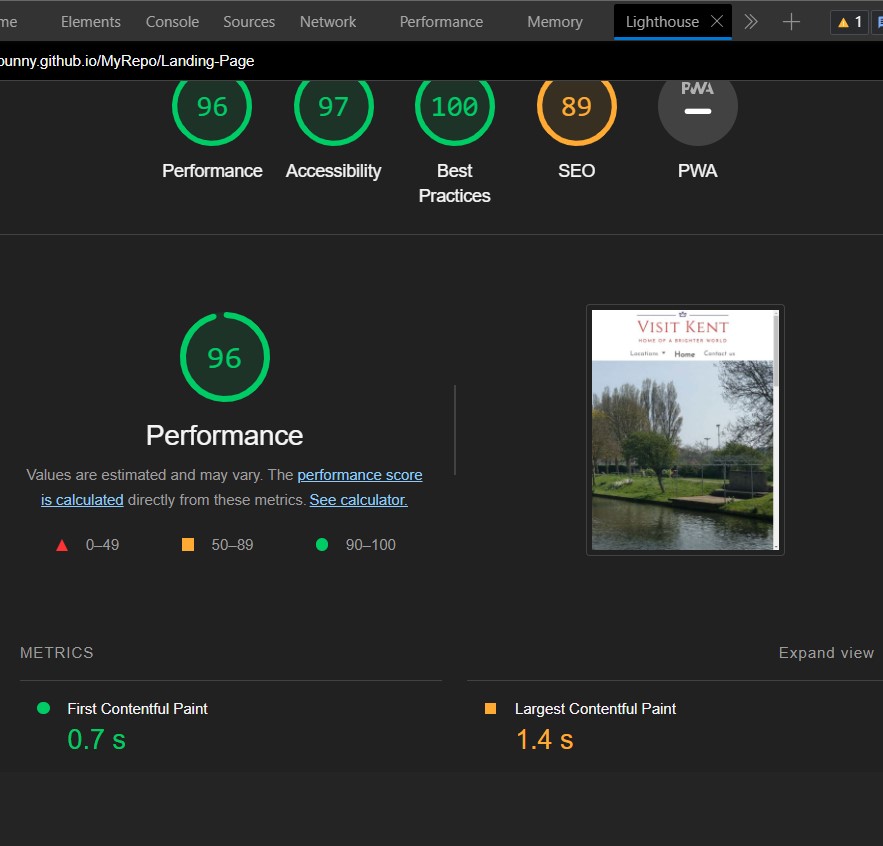 me Elements Console Sources Network Performance Memory Lighthouse 1
bunny.github.io/MyRepo/Landing-Page
96 97 100 89 PWA
Performance Accessibility Best Practices SEO PWA
96
Performance
VISIT KENT
HOME OF A BRIGHTER WORLD
Locations Home Contact us
Values are estimated and may vary. The performance score
is calculated directly from these metrics. See calculator.
0–49 50–89 90–100
METRICS Expand view
First Contentful Paint Largest Contentful Paint
0.7 s 1.4 s